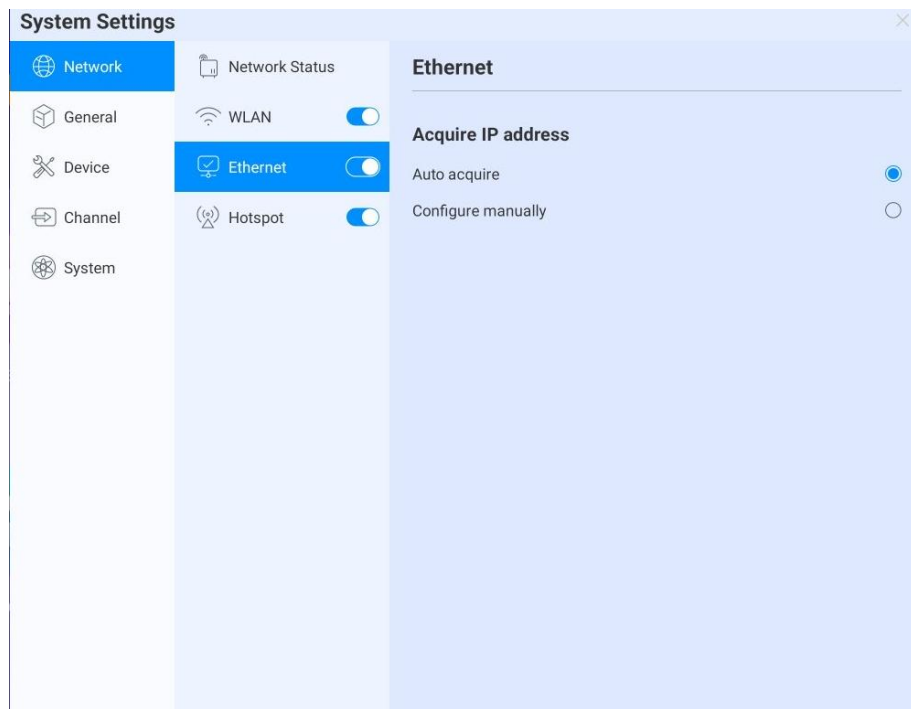 System Settings
Network
General
Device
Channel
System
Network Status
WLAN
Ethernet
Hotspot
Ethernet
Acquire IP address
Auto acquire
Configure manually